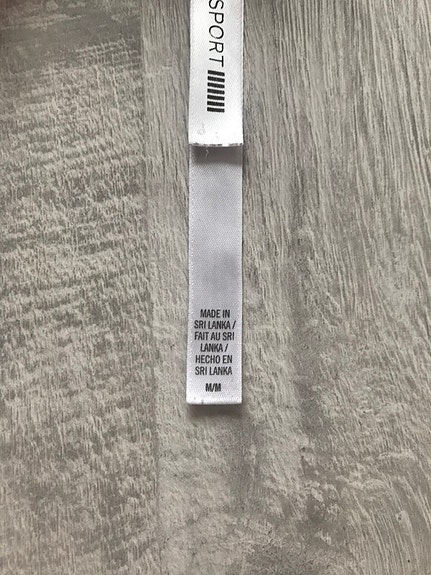 SPORT
MADE IN
SRI LANKA /
FAIT AU SRI
LANKA /
HECHO EN
SRI LANKA
M/M